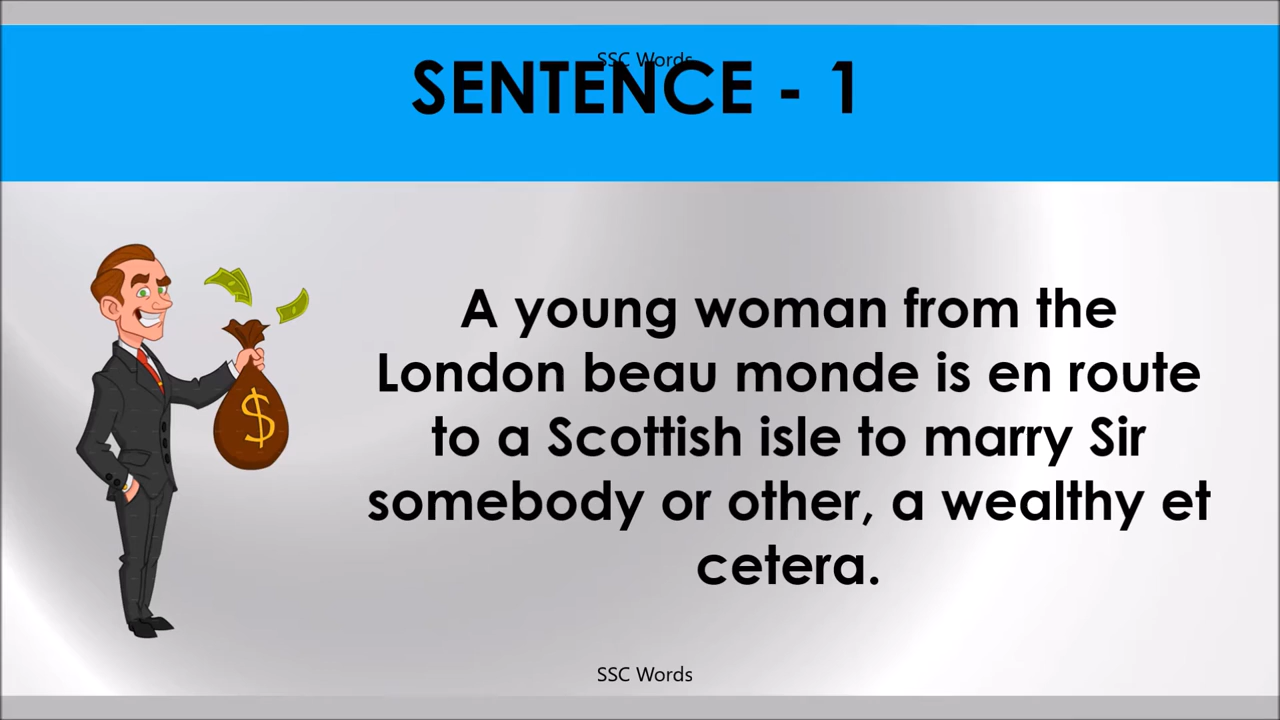 SSC Words
SENTENCE - 1
A young woman from the
London beau monde is en route
to a Scottish isle to marry Sir
somebody or other, a wealthy et
cetera.
$
SSC Words